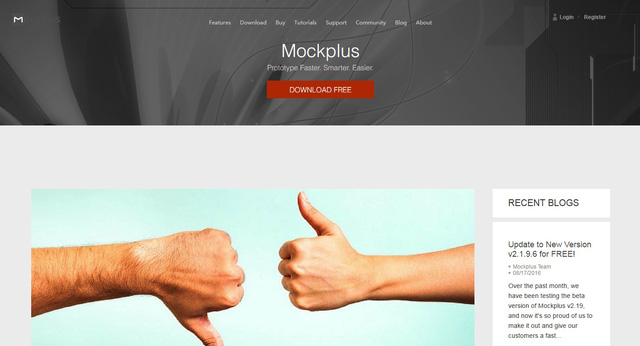 Features Download Buy Tutorials Support Community Blog About
Login Register
Mockplus
Prototype Faster. Smarter. Easier.
DOWNLOAD FREE
RECENT BLOGS
Update to New Version
v2.1.9.6 for FREE!
Mockplus Team
08/17/2016
Over the past month, we
have been testing the beta
version of Mockplus v2.19,
and now it's so proud of us to
make it out and give our
customers a fast...